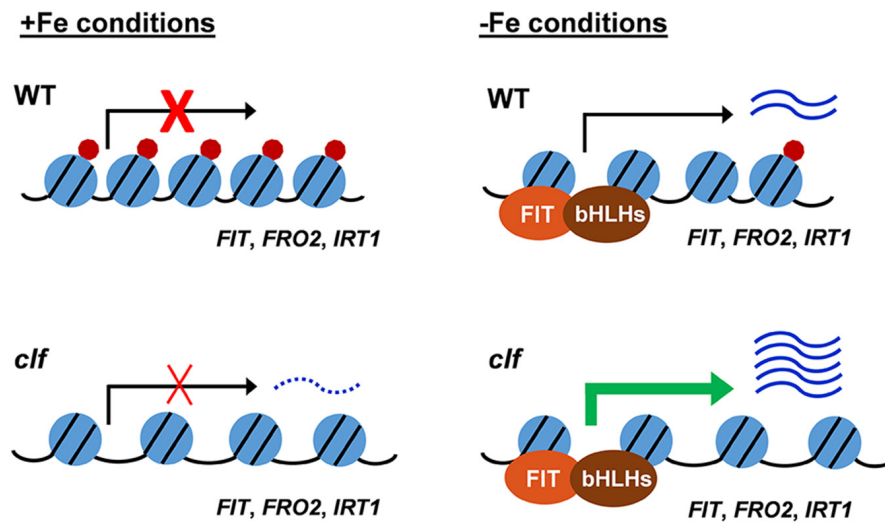 +Fe conditions
-Fe conditions
WT
X
FIT, FRO2, IRT1
WT
FIT bHLHs
FIT, FRO2, IRT1
clf
FIT, FRO2, IRT1
clf
FIT bHLHs
FIT, FRO2, IRT1